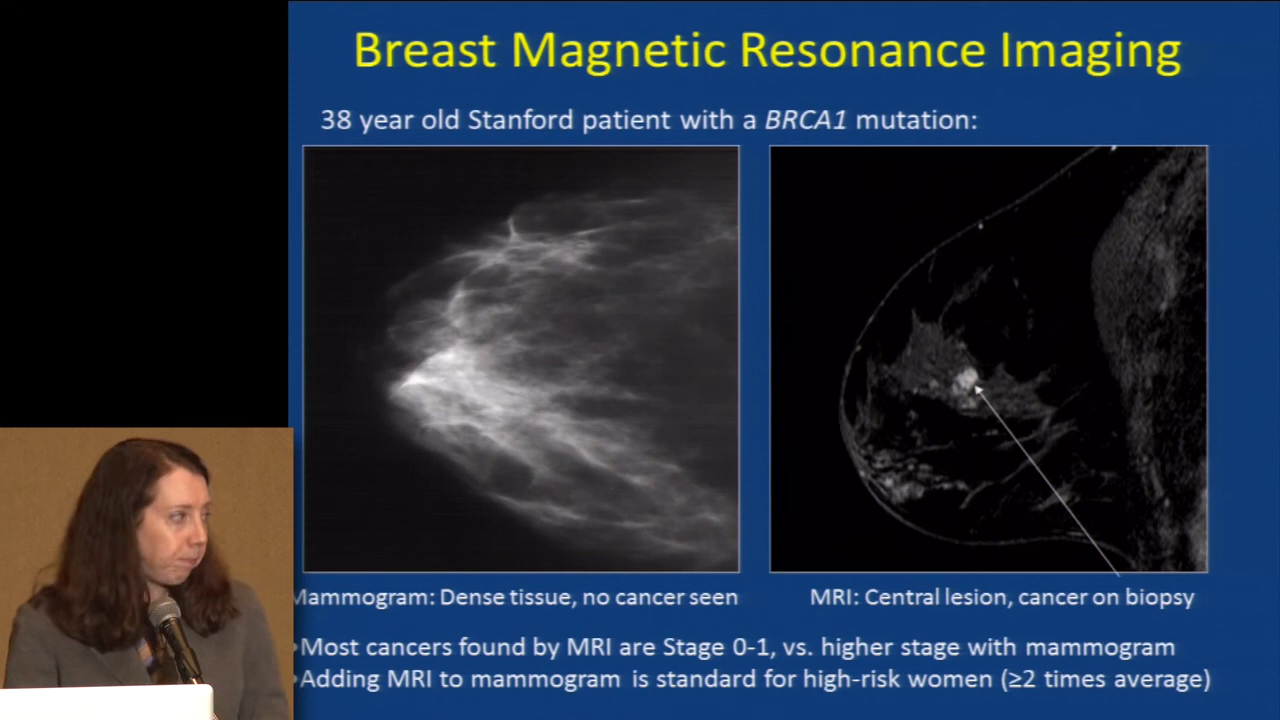 Breast Magnetic Resonance Imaging
38 year old Stanford patient with a BRCA1 mutation:
Mammogram: Dense tissue, no cancer seen
MRI: Central lesion, cancer on biopsy
•Most cancers found by MRI are Stage 0-1, vs. higher stage with mammogram
•Adding MRI to mammogram is standard for high-risk women (≥2 times average)